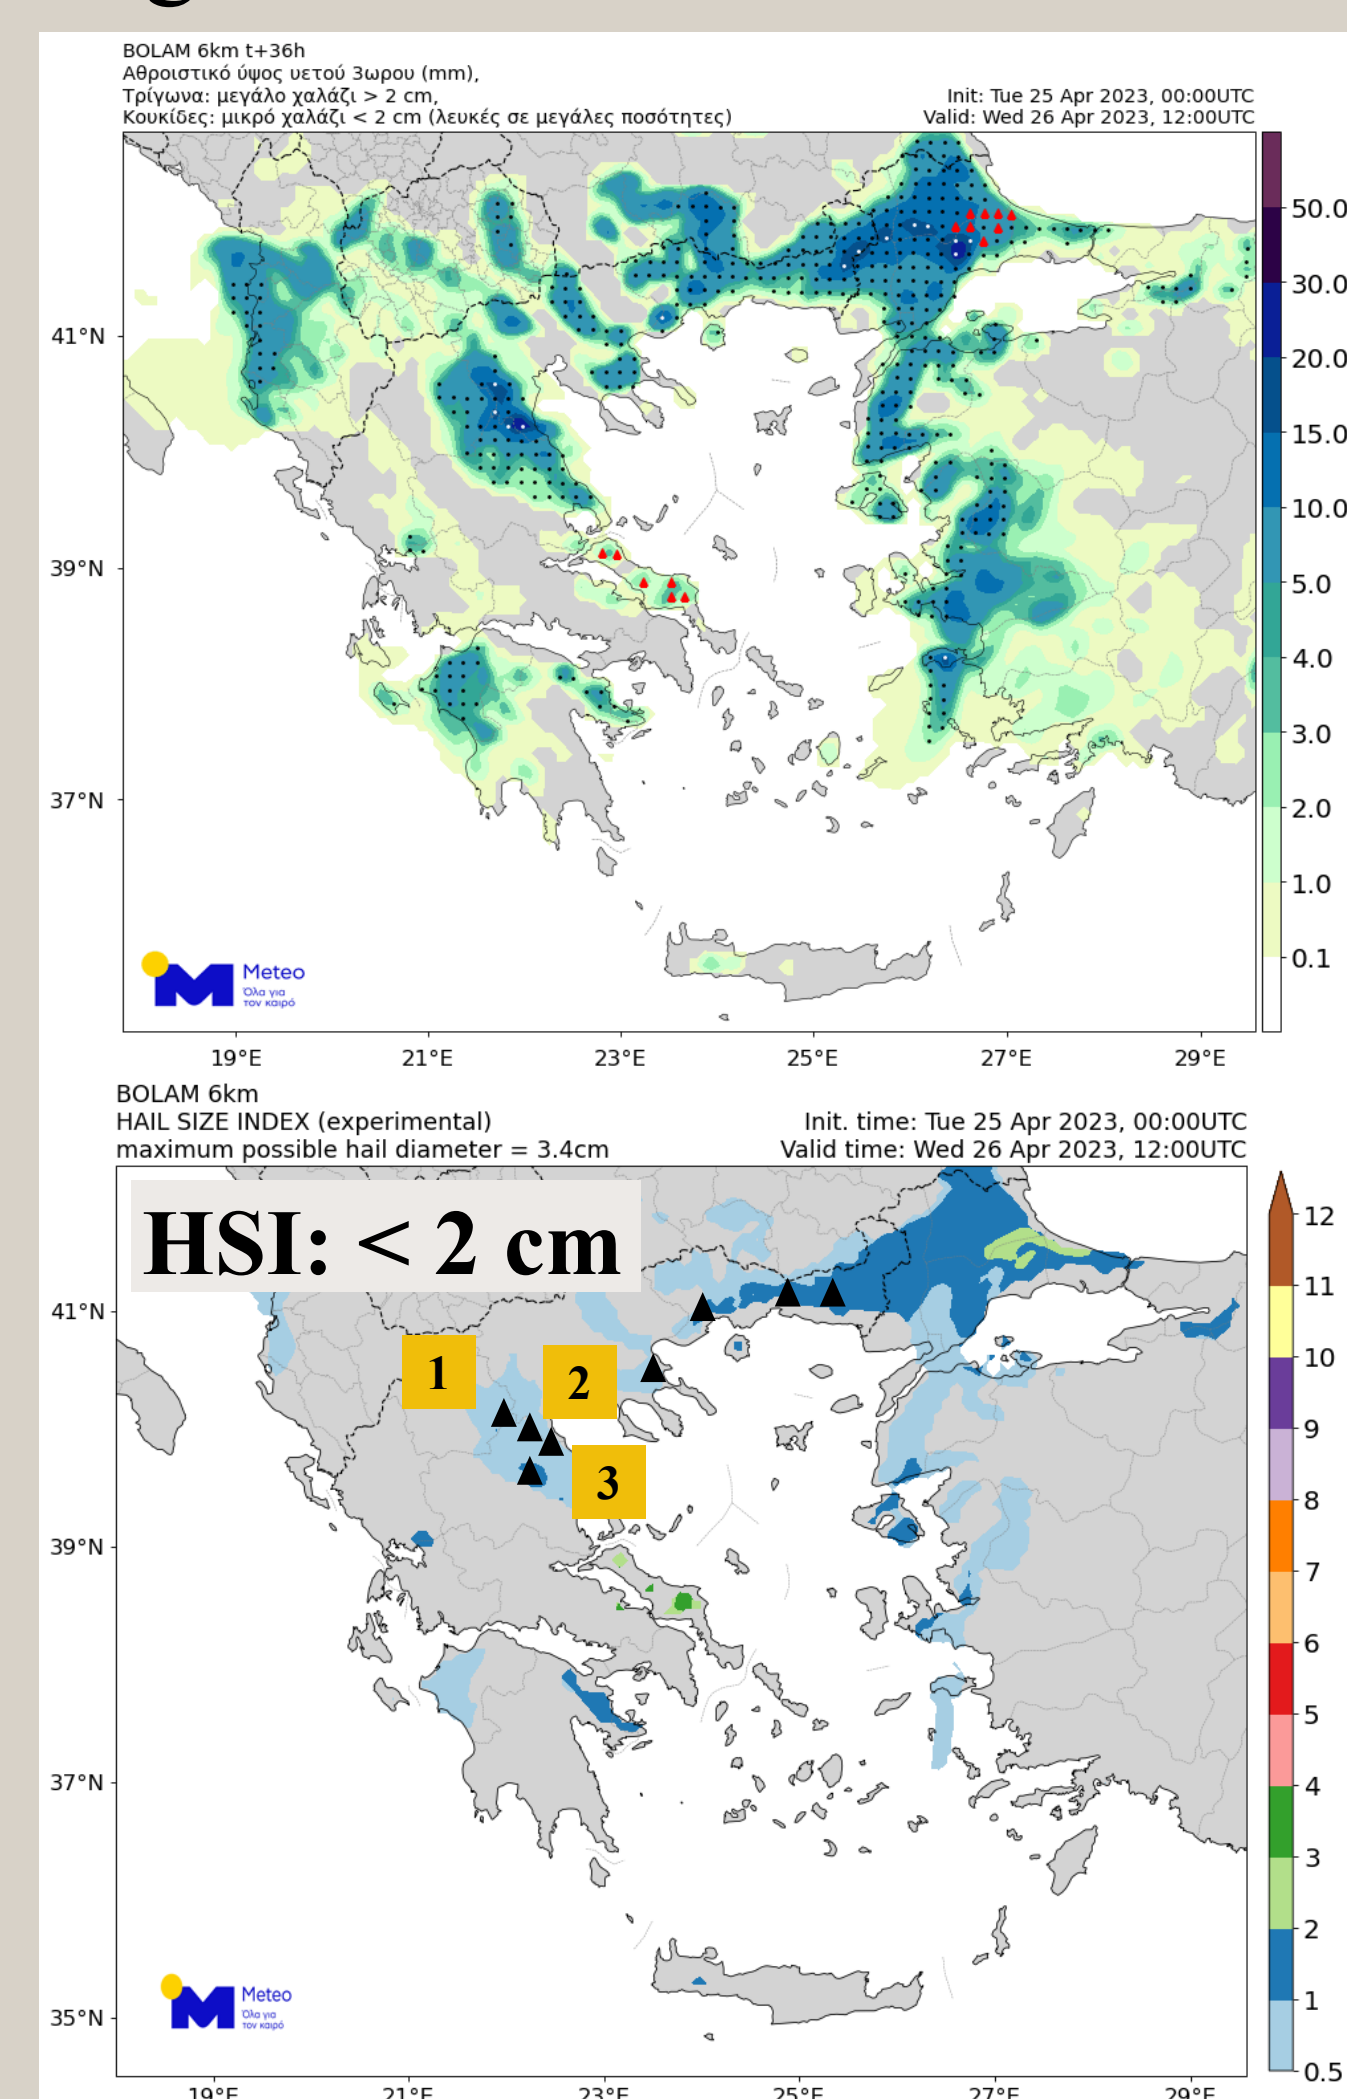 BOLAM 6km t+36h
Αθροιστικό ύψος υετού 3ωρου (mm),
Τρίγωνα: μεγάλο χαλάζι > 2 cm,
Κουκίδες: μικρό χαλάζι < 2 cm (λευκές σε μεγάλες ποσότητες)
Init: Tue 25 Apr 2023, 00:00UTC
Valid: Wed 26 Apr 2023, 12:00UTC
50.0
30.0
20.0
15.0
10.0
5.0
4.0
3.0
2.0
1.0
0.1
41°N
39°N
37°N
Meteo
Όλα για
τον καιρό
19°E 21°E 23°E 25°E 27°E 29°E
BOLAM 6km
HAIL SIZE INDEX (experimental)
maximum possible hail diameter = 3.4cm
Init. time: Tue 25 Apr 2023, 00:00UTC
Valid time: Wed 26 Apr 2023, 12:00UTC
HSI: < 2 cm
1
2
3
12
11
10
9
8
7
6
5
4
3
2
1
0.5
41°N
39°N
37°N
35°N
Meteo
Όλα για
τον καιρό
19°E 21°E 23°E 25°E 27°E 29°E